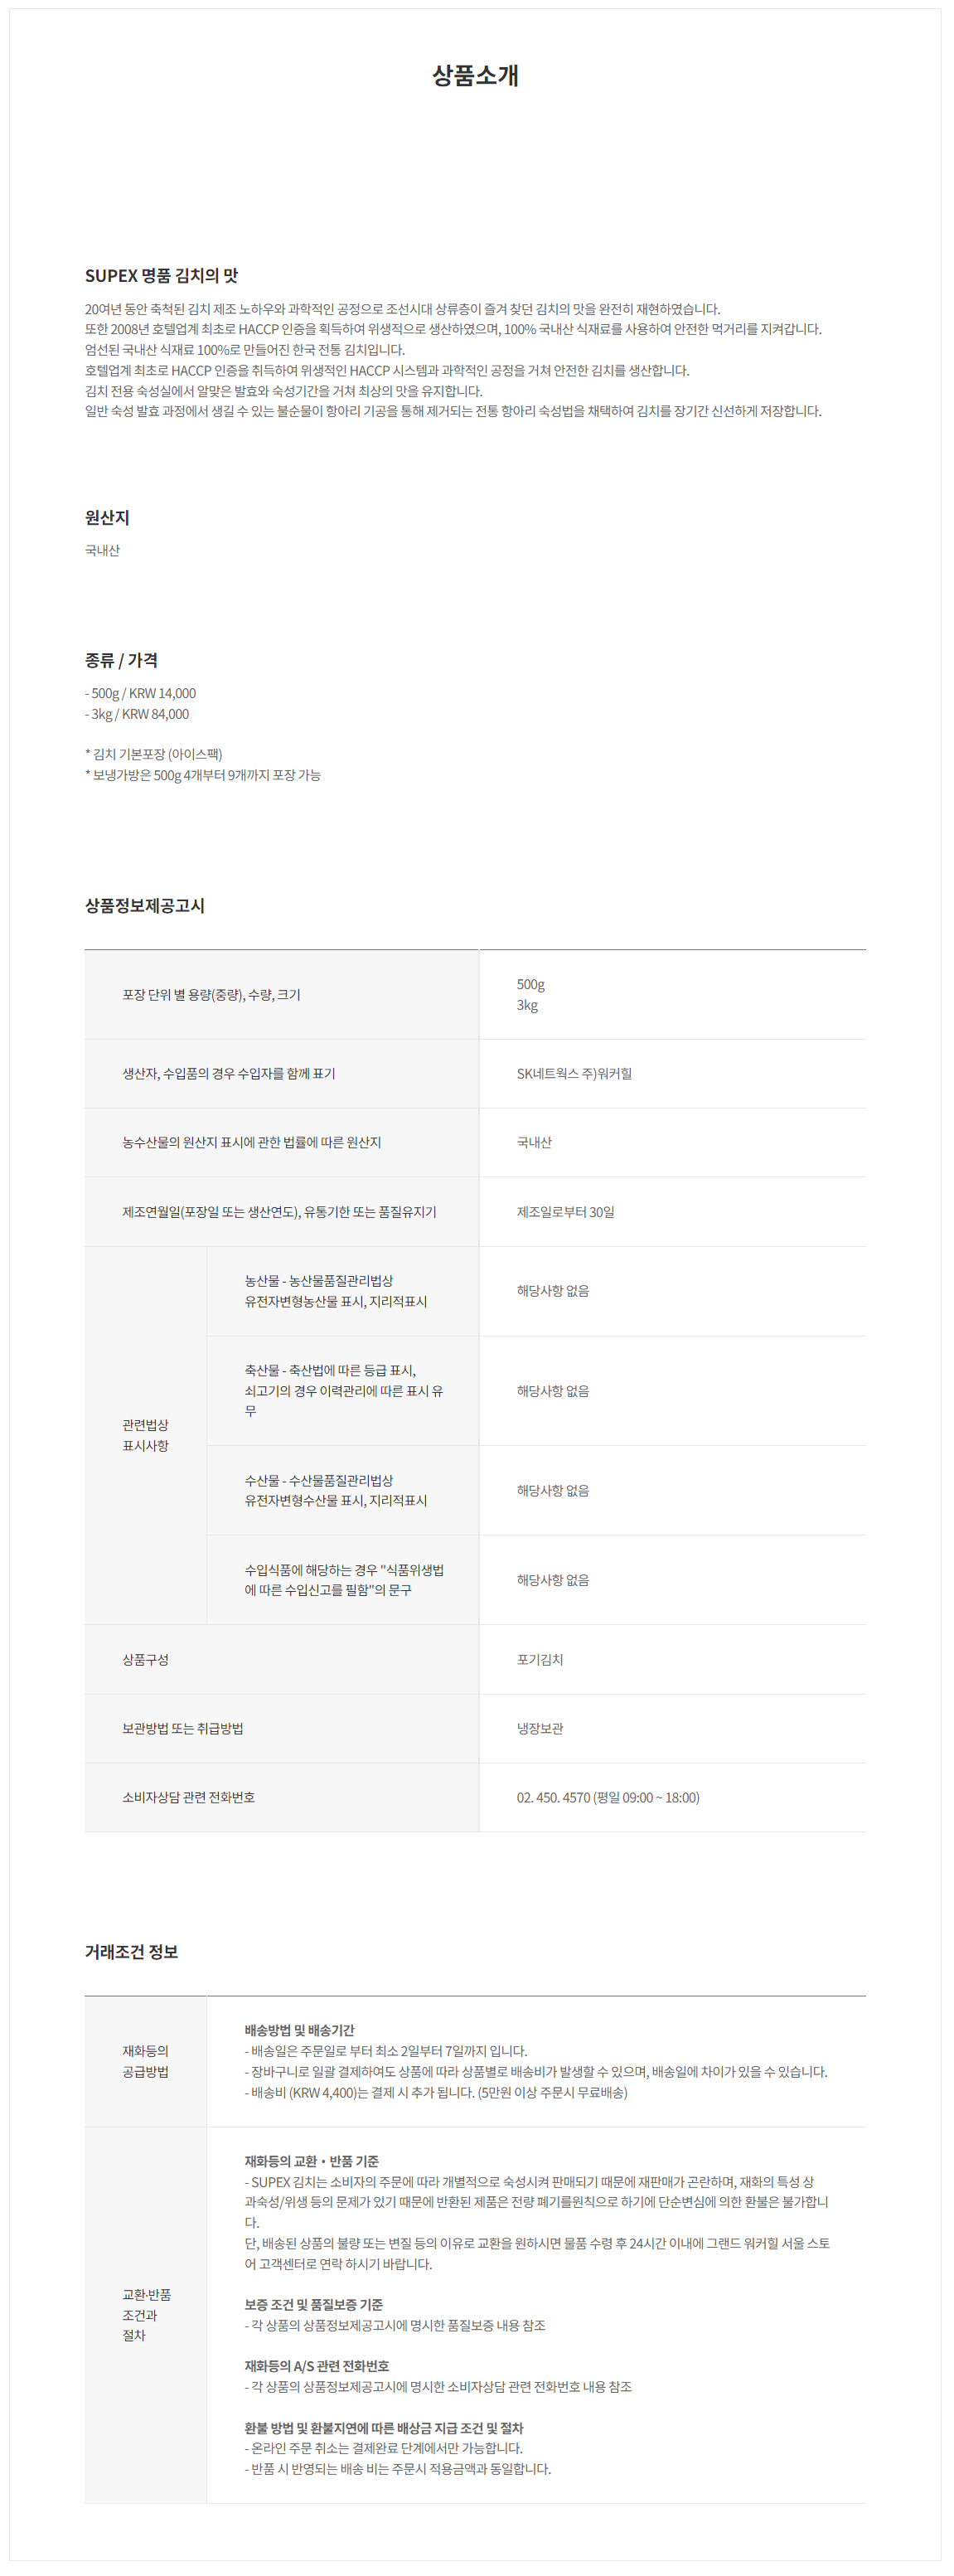 상품소개
SUPEX 명품 김치의 맛
20여년 동안 축척된 김치 제조 노하우와 과학적인 공정으로 조선시대 상류층이 즐겨 찾던 김치의 맛을 완전히 재현하였습니다.
또한 2008년 호텔업계 최초로 HACCP 인증을 획득하여 위생적으로 생산하였으며, 100% 국내산 식재료를 사용하여 안전한 먹거리를 지켜갑니다.
엄선된 국내산 식재료 100%로 만들어진 한국 전통 김치입니다.
호텔업계 최초로 HACCP 인증을 취득하여 위생적인 HACCP 시스템과 과학적인 공정을 거쳐 안전한 김치를 생산합니다.
김치 전용 숙성실에서 알맞은 발효와 숙성기간을 거쳐 최상의 맛을 유지합니다.
일반 숙성 발효 과정에서 생길 수 있는 불순물이 항아리 기공을 통해 제거되는 전통 항아리 숙성법을 채택하여 김치를 장기간 신선하게 저장합니다.
원산지
국내산
종류 / 가격
- 500g / KRW 14,000
- 3kg / KRW 84,000
* 김치 기본포장 (아이스팩)
* 보냉가방은 500g 4개부터 9개까지 포장 가능
상품정보제공고시
포장 단위 별 용량(중량), 수량, 크기
500g
3kg
생산자, 수입품의 경우 수입자를 함께 표기
SK네트웍스 주)워커힐
농수산물의 원산지 표시에 관한 법률에 따른 원산지
국내산
제조연월일(포장일 또는 생산연도), 유통기한 또는 품질유지기
제조일로부터 30일
관련법상
표시사항
농산물 - 농산물품질관리법상
유전자변형농산물 표시, 지리적표시
해당사항 없음
축산물 - 축산법에 따른 등급 표시,
쇠고기의 경우 이력관리에 따른 표시 유
무
해당사항 없음
수산물 - 수산물품질관리법상
유전자변형수산물 표시, 지리적표시
해당사항 없음
수입식품에 해당하는 경우 "식품위생법
에 따른 수입신고를 필함"의 문구
해당사항 없음
상품구성
포기김치
보관방법 또는 취급방법
냉장보관
소비자상담 관련 전화번호
02. 450. 4570 (평일 09:00 ~ 18:00)
거래조건 정보
재화등의
공급방법
배송방법 및 배송기간
- 배송일은 주문일로 부터 최소 2일부터 7일까지 입니다.
- 장바구니로 일괄 결제하여도 상품에 따라 상품별로 배송비가 발생할 수 있으며, 배송일에 차이가 있을 수 있습니다.
- 배송비 (KRW 4,400)는 결제 시 추가 됩니다. (5만원 이상 주문시 무료배송)
교환·반품
조건과
절차
재화등의 교환・반품 기준
- SUPEX 김치는 소비자의 주문에 따라 개별적으로 숙성시켜 판매되기 때문에 재판매가 곤란하며, 재화의 특성 상
과숙성/위생 등의 문제가 있기 때문에 반환된 제품은 전량 폐기를원칙으로 하기에 단순변심에 의한 환불은 불가합니
다.
단, 배송된 상품의 불량 또는 변질 등의 이유로 교환을 원하시면 물품 수령 후 24시간 이내에 그랜드 워커힐 서울 스토
어 고객센터로 연락 하시기 바랍니다.
보증 조건 및 품질보증 기준
- 각 상품의 상품정보제공고시에 명시한 품질보증 내용 참조
재화등의 A/S 관련 전화번호
- 각 상품의 상품정보제공고시에 명시한 소비자상담 관련 전화번호 내용 참조
환불 방법 및 환불지연에 따른 배상금 지급 조건 및 절차
- 온라인 주문 취소는 결제완료 단계에서만 가능합니다.
- 반품 시 반영되는 배송 비는 주문시 적용금액과 동일합니다.